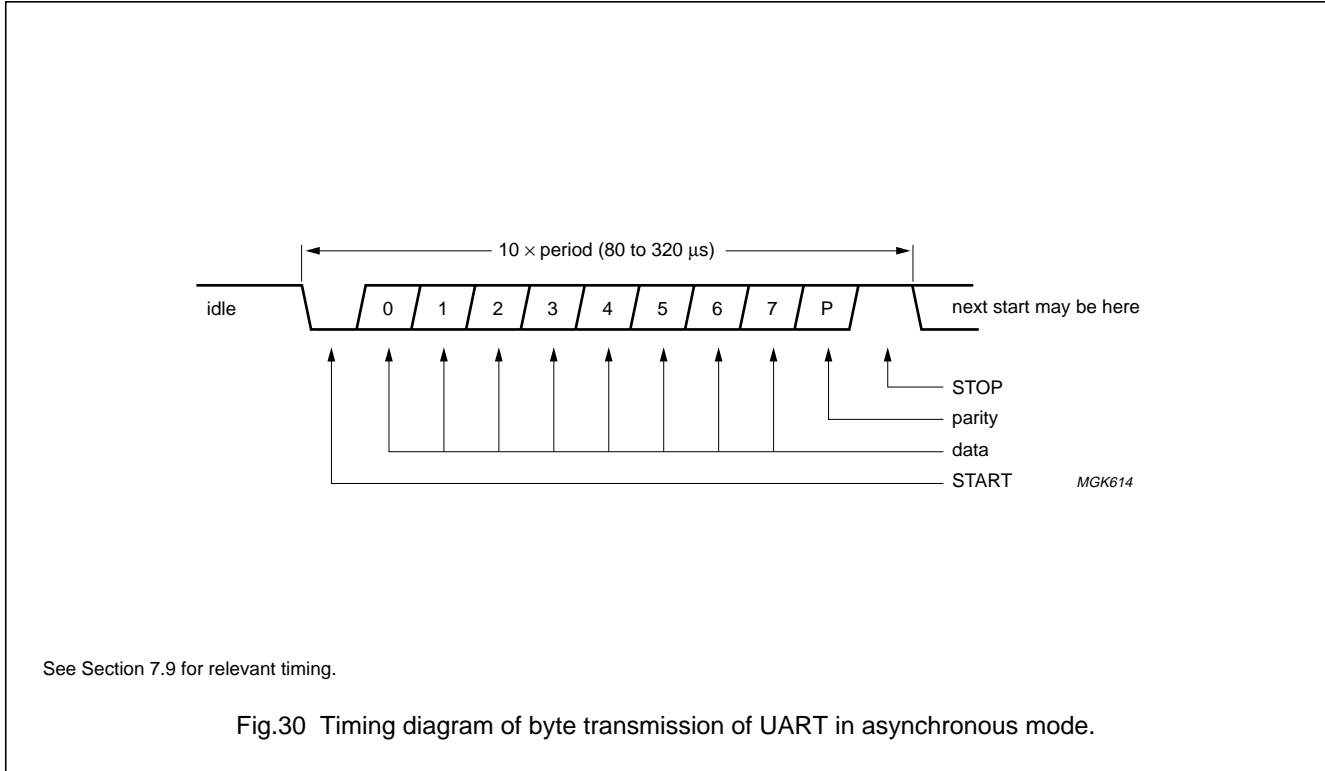 10 × period (80 to 320 μs)
idle
0 1 2 3 4 5 6 7 P
next start may be here
STOP
parity
data
START
MGK614
See Section 7.9 for relevant timing.
Fig.30 Timing diagram of byte transmission of UART in asynchronous mode.